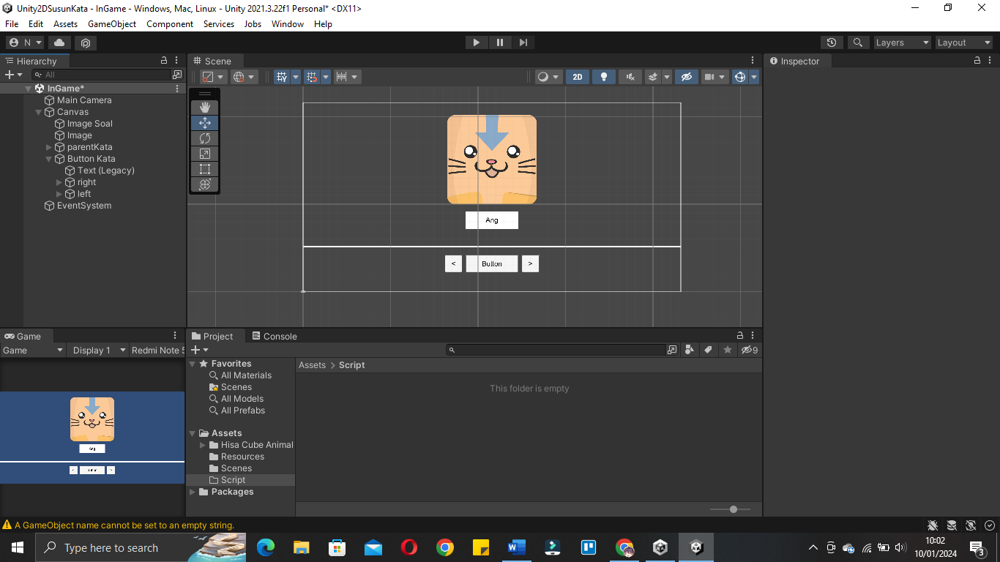 Unity2DSusunKata - InGame - Windows, Mac, Linux - Unity 2021.3.22f1 Personal* <DX11>
File Edit Assets GameObject Component Services Jobs Window Help
N Layers Layout
Hierarchy
All
InGame*
Main Camera
Canvas
Image Soal
Image
parentKata
Button Kata
Text (Legacy)
right
left
EventSystem
Scene
2D
Ang
< Button >
Inspector
Game
Game Display 1 Redmi Note
Ang
Project Console
9
Favorites
All Materials
Scenes
All Models
All Prefabs
Assets
Hisa Cube Animal
Resources
Scenes
Script
Packages
Assets > Script
This folder is empty
A GameObject name cannot be set to an empty string.
Type here to search
10:02
10/01/2024
3